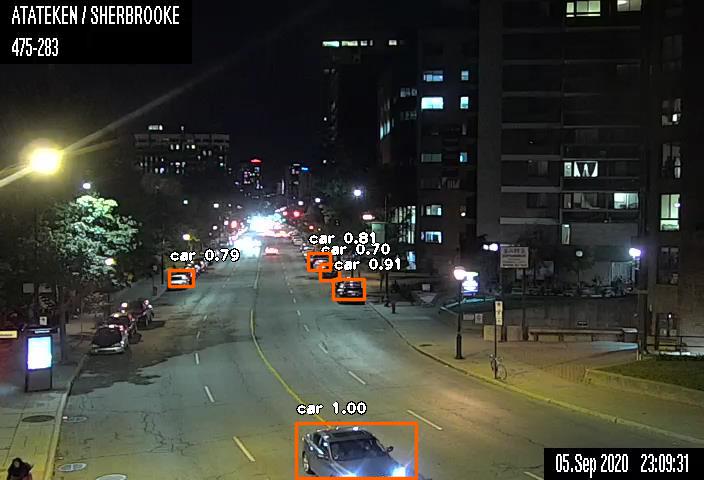 ATATEKEN / SHERBROOKE
475-283
car 0.79
car 0.81
car 0.70
car 0.91
car 1.00
05.Sep 2020 23:09:31